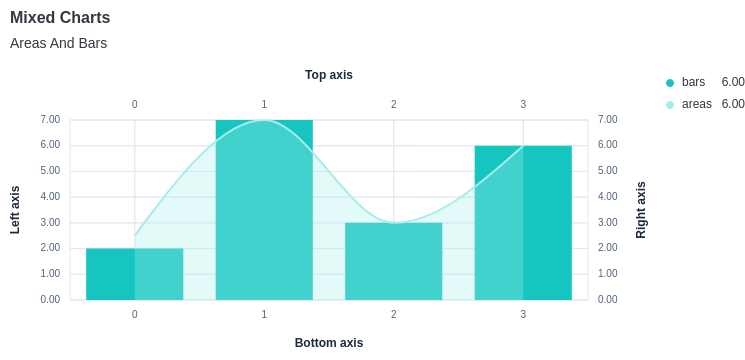 Mixed Charts
Areas And Bars
Top axis
bars 6.00
areas 6.00
0 1 2 3
7.00 7.00
6.00 6.00
5.00 5.00
4.00 4.00
3.00 3.00
2.00 2.00
1.00 1.00
0.00 0.00
Left axis
Right axis
0 1 2 3
Bottom axis